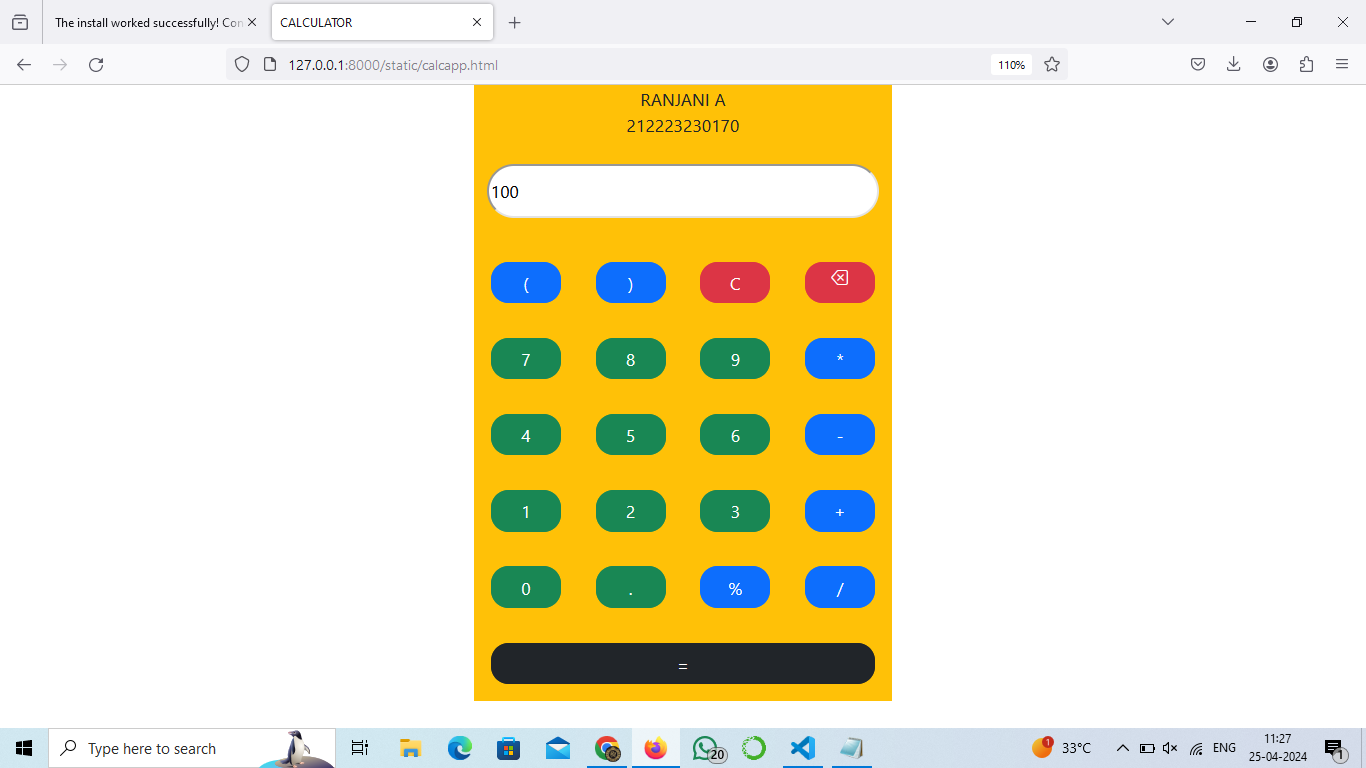 The install worked successfully! Con
CALCULATOR
127.0.0.1:8000/static/calcapp.html
110%
RANJANI A
212223230170
100
( ) C
7 8 9 *
4 5 6 -
1 2 3 +
0 . % /
=
Type here to search
20
1
33°C
ENG
11:27
25-04-2024
1